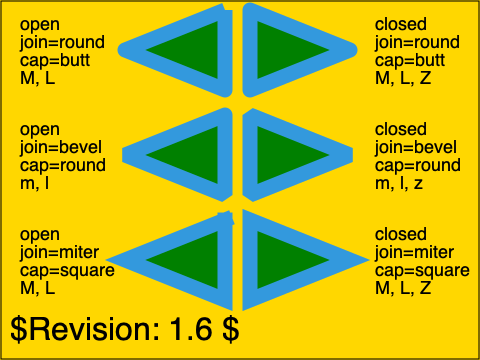 open
join=round
cap=butt
M, L
closed
join=round
cap=butt
M, L, Z
open
join=bevel
cap=round
m, l
closed
join=bevel
cap=round
m, l, z
open
join=miter
cap=square
M, L
closed
join=miter
cap=square
M, L, Z
$Revision: 1.6 $